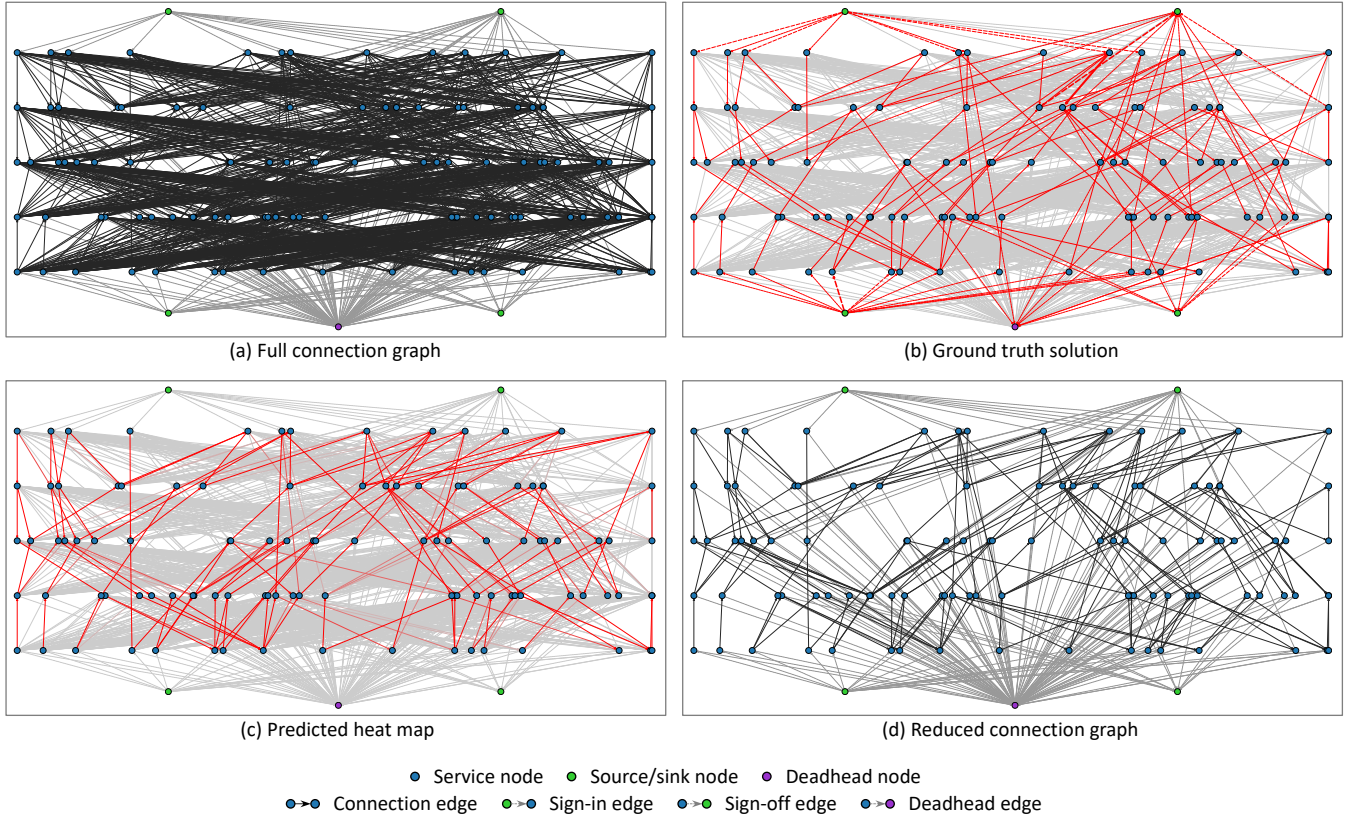 (a) Full connection graph
(b) Ground truth solution
(c) Predicted heat map
(d) Reduced connection graph
Service node Source/sink node Deadhead node
Connection edge Sign-in edge Sign-off edge Deadhead edge